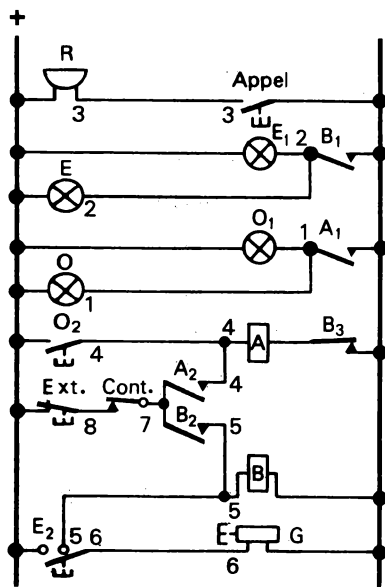 +
R
Appel
3
3
E₁ 2 B₁
E
2
O₁ 1 A₁
O
1
O₂
4
4
A
B₃
A₂
4
Ext. Cont.
8
7
B₂
5
B
5
E₂ 5 6
E
G
6